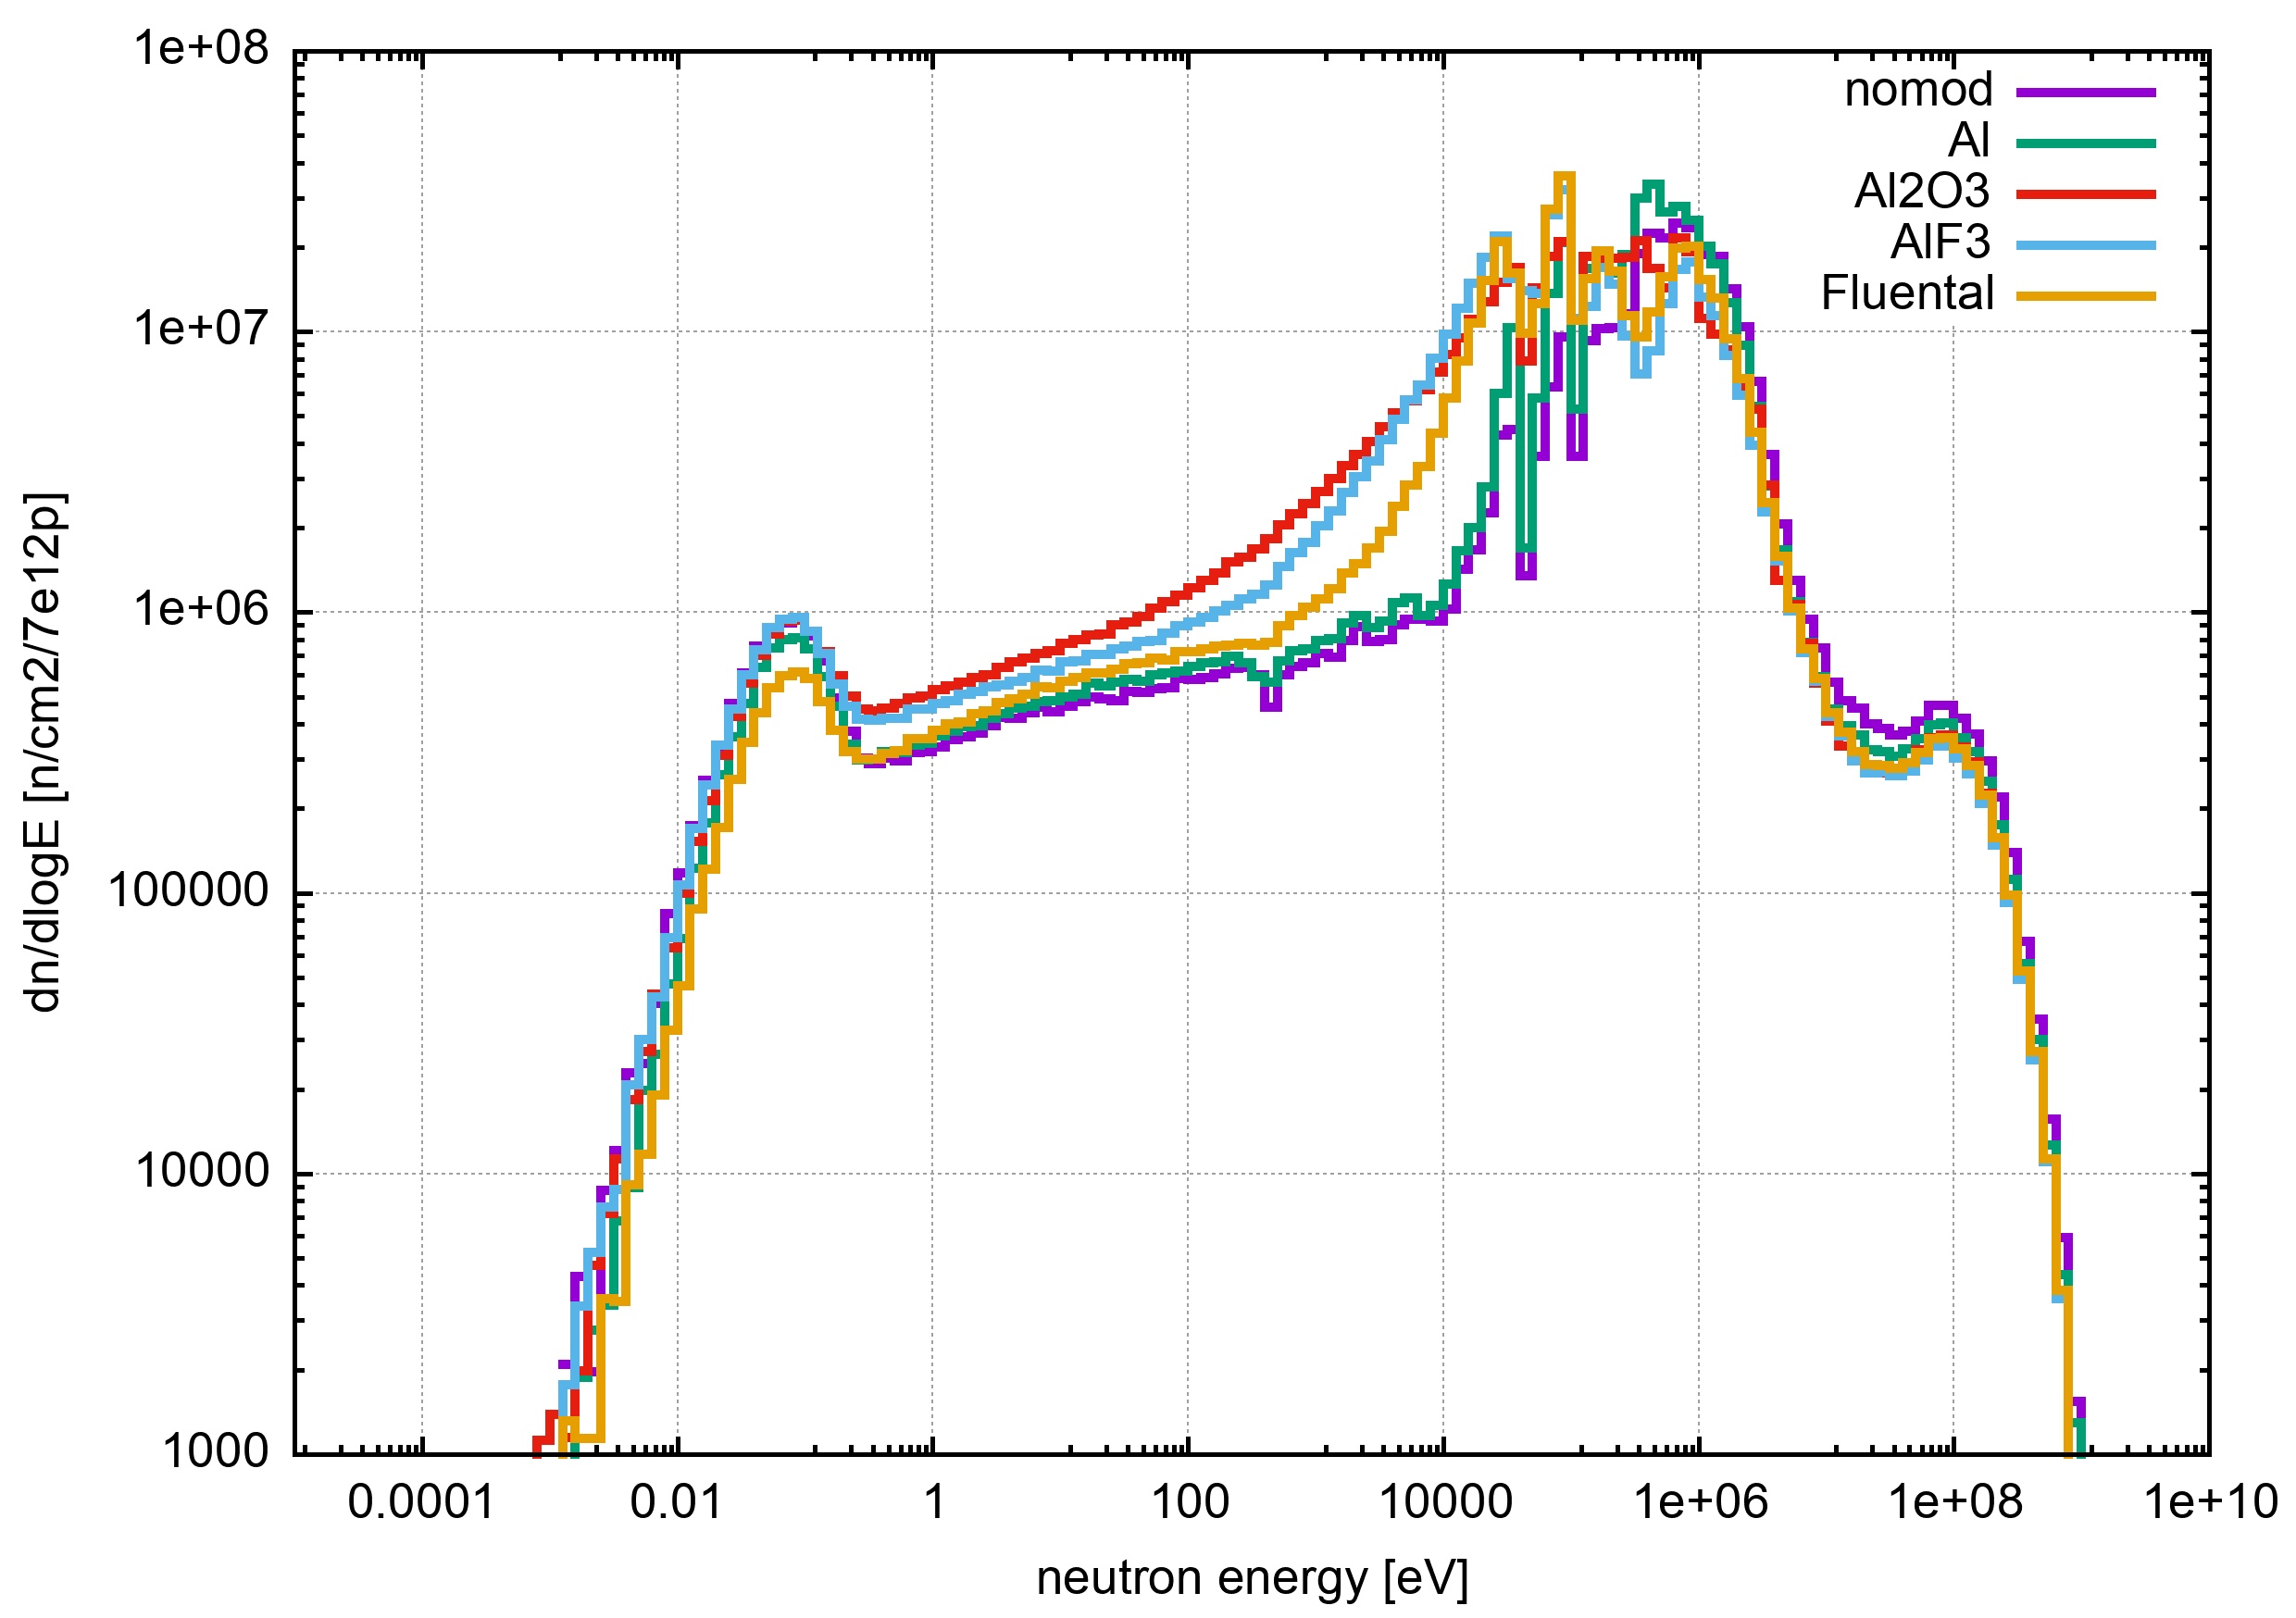 1e+08
1e+07
1e+06
100000
10000
1000
dn/dlogE [n/cm2/7e12p]
nomod
Al
Al2O3
AlF3
Fluental
0.0001 0.01 1 100 10000 1e+06 1e+08 1e+10
neutron energy [eV]